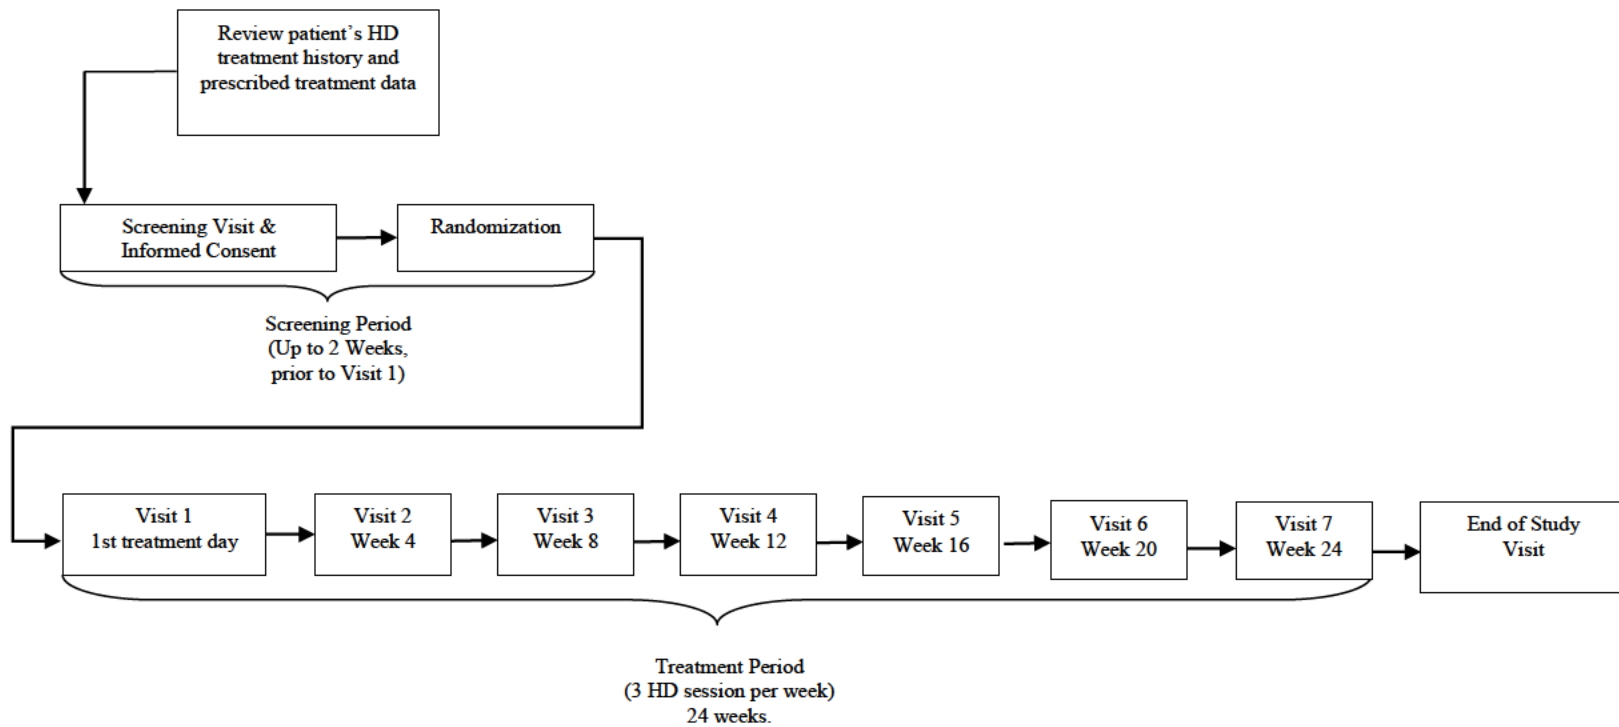 Review patient’s HD
treatment history and
prescribed treatment data
Screening Visit &
Informed Consent
Randomization
Screening Period
(Up to 2 Weeks,
prior to Visit 1)
Visit 1
1st treatment day
Visit 2
Week 4
Visit 3
Week 8
Visit 4
Week 12
Visit 5
Week 16
Visit 6
Week 20
Visit 7
Week 24
End of Study
Visit
Treatment Period
(3 HD session per week)
24 weeks.